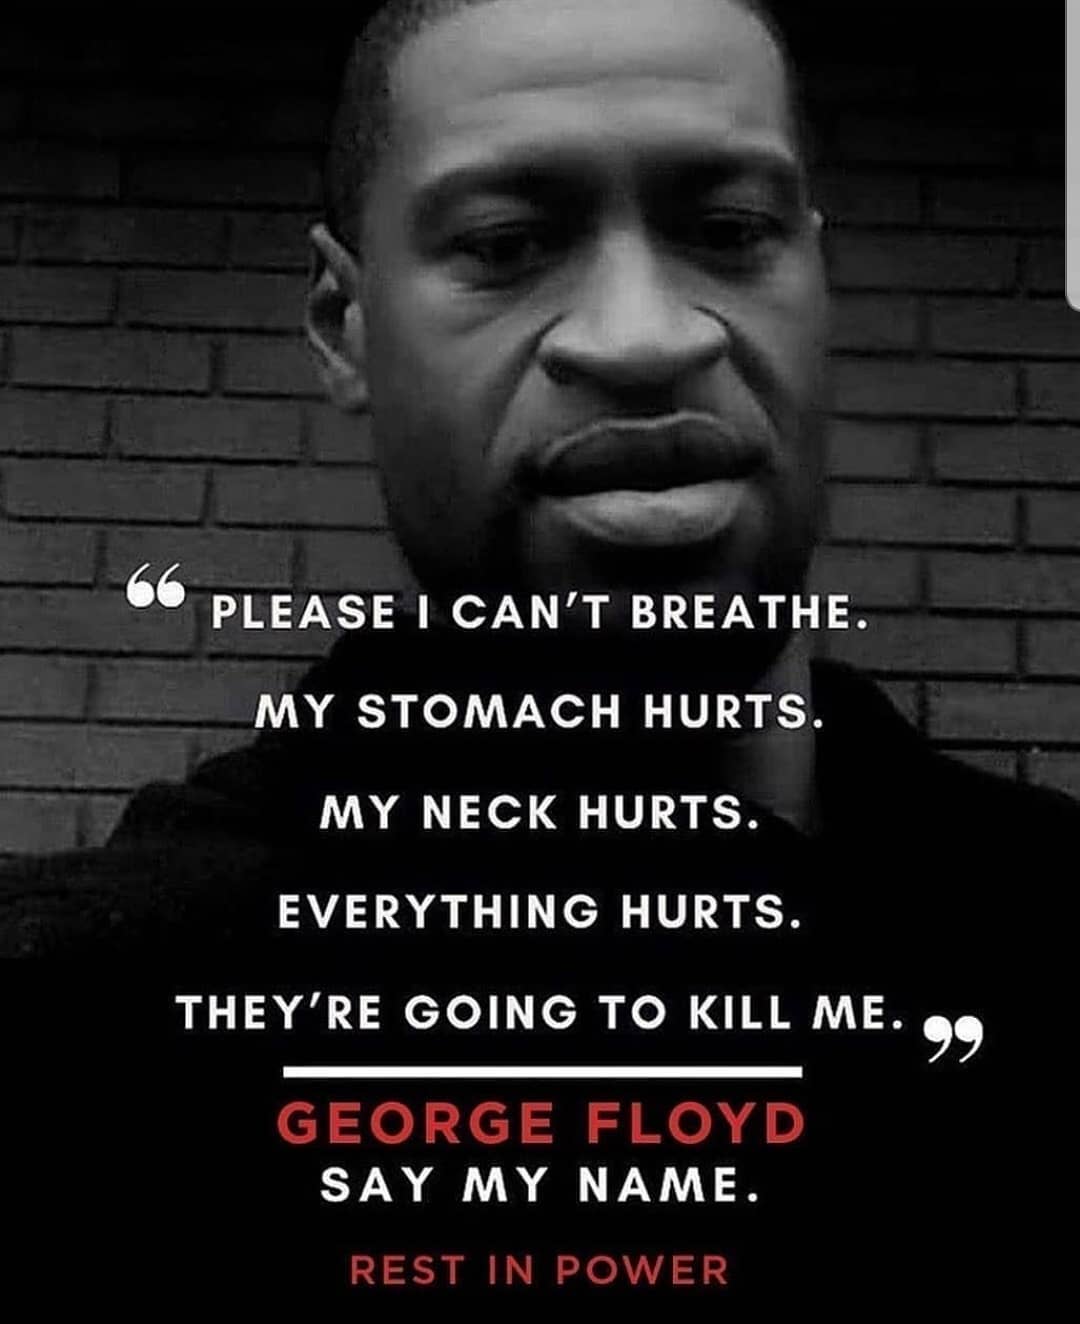 “ PLEASE I CAN’T BREATHE.
MY STOMACH HURTS.
MY NECK HURTS.
EVERYTHING HURTS.
THEY’RE GOING TO KILL ME. ”
GEORGE FLOYD
SAY MY NAME.
REST IN POWER